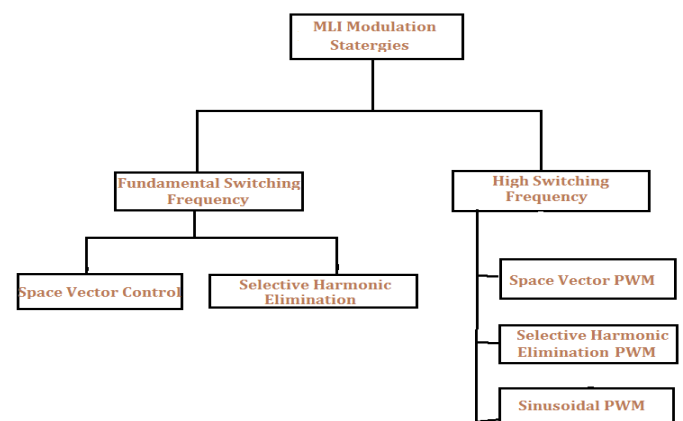 MLI Modulation
Statergies
Fundamental Switching
Frequency
High Switching
Frequency
Space Vector Control
Selective Harmonic
Elimination
Space Vector PWM
Selective Harmonic
Elimination PWM
Sinusoidal PWM